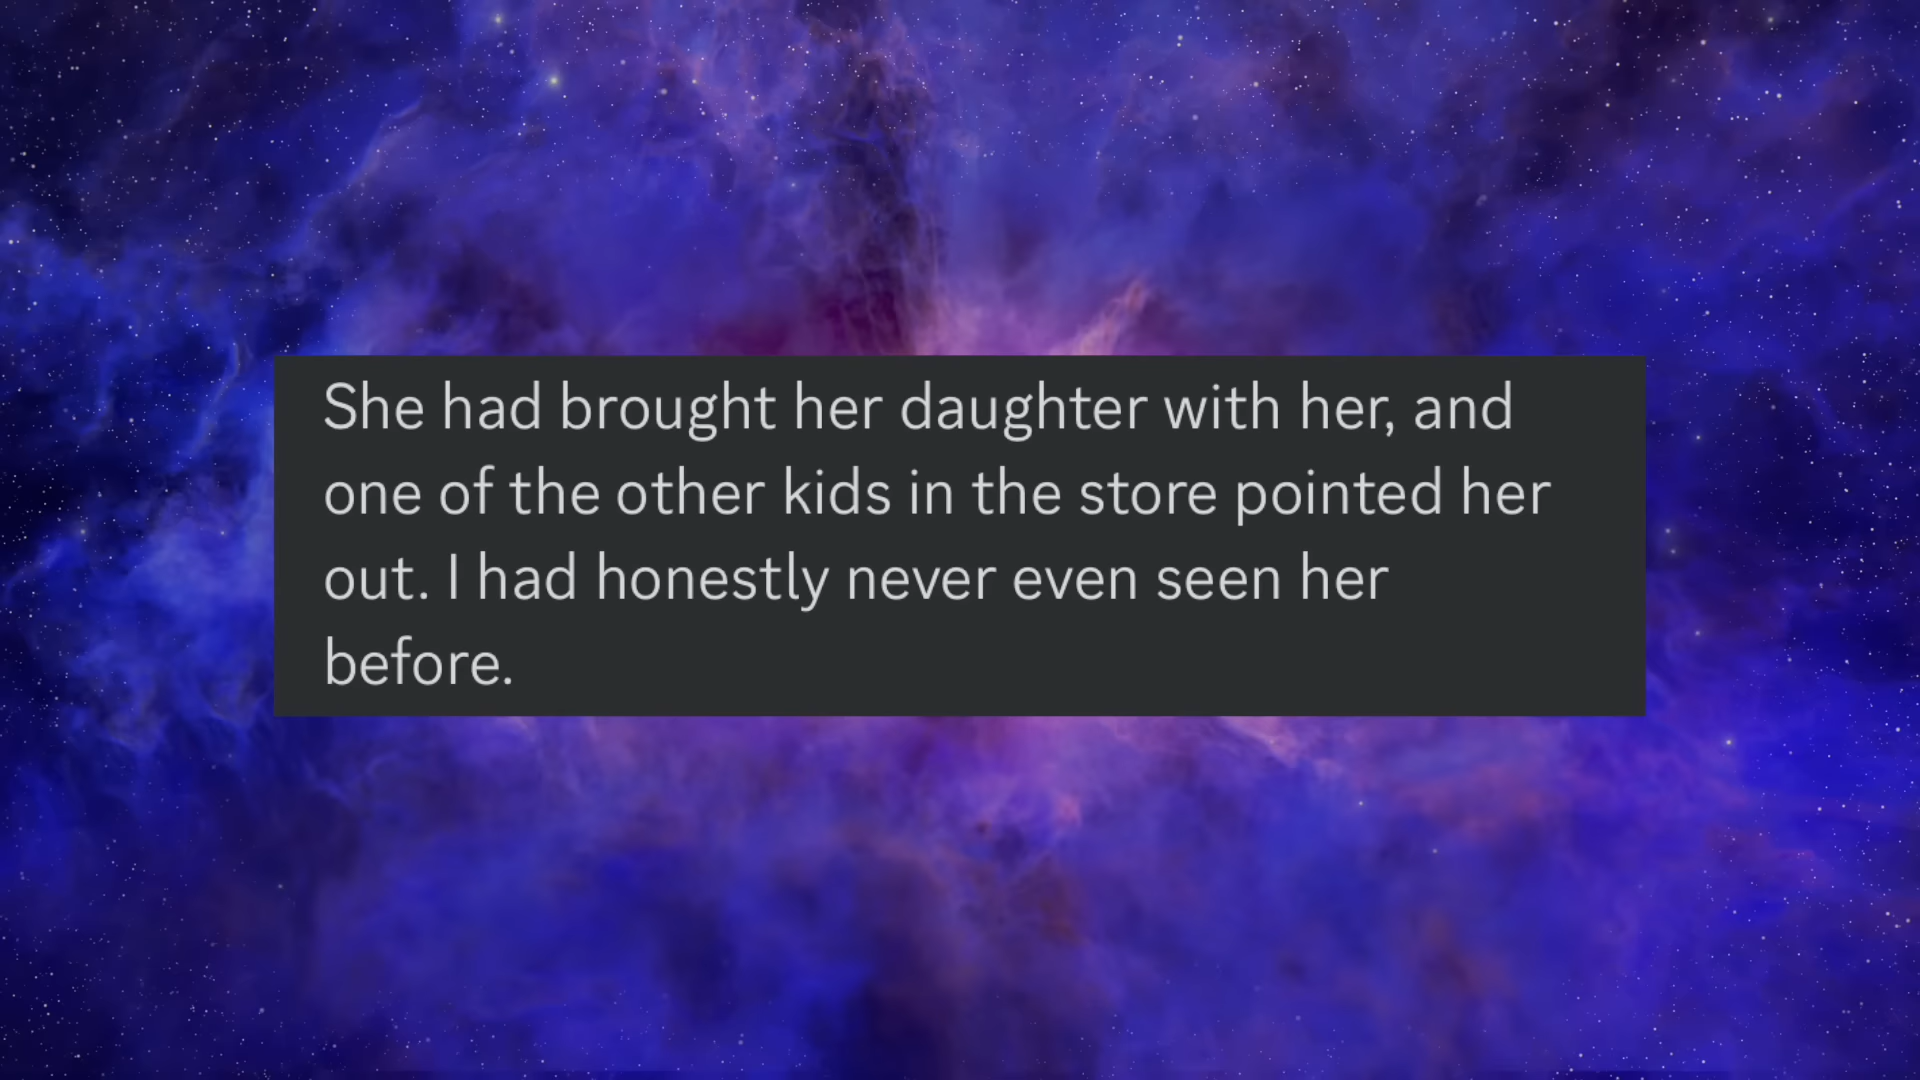 She had brought her daughter with her, and
one of the other kids in the store pointed her
out. I had honestly never even seen her
before.